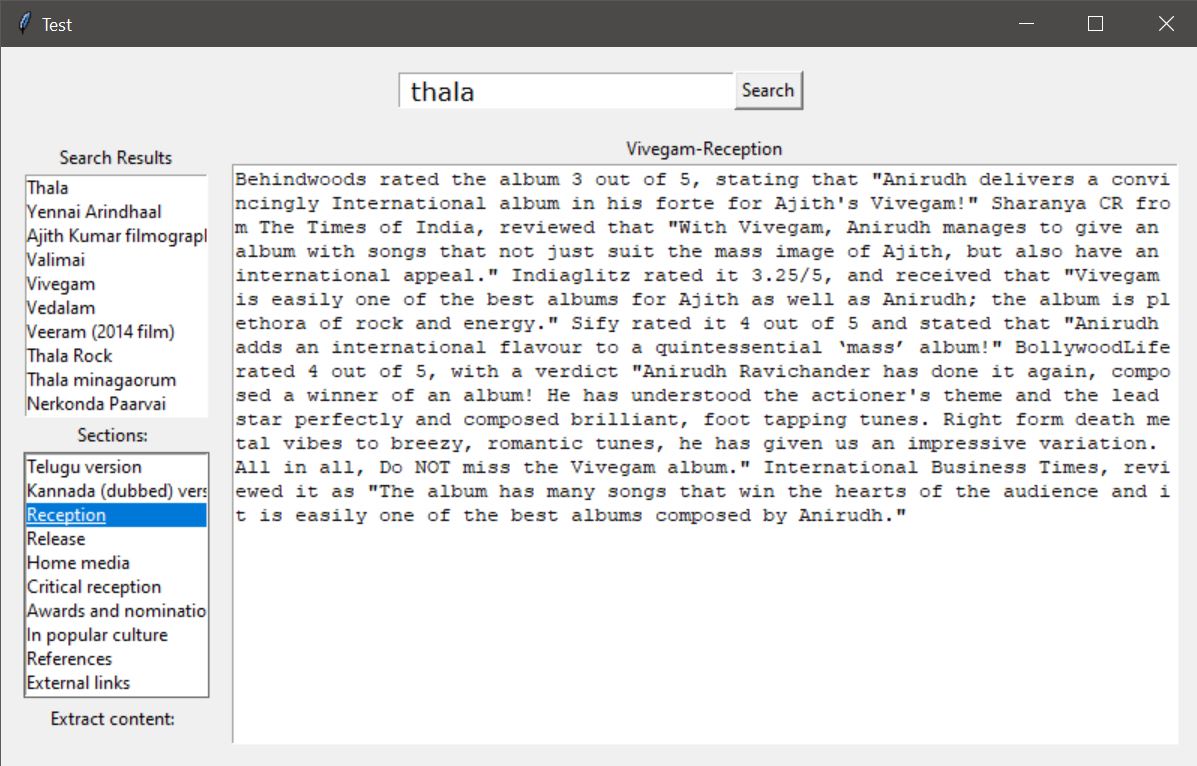 Test
thala
Search
Search Results
Thala
Yennai Arindhaal
Ajith Kumar filmograpl
Valimai
Vivegam
Vedalam
Veeram (2014 film)
Thala Rock
Thala minagaorum
Nerkonda Paarvai
Sections:
Telugu version
Kannada (dubbed) vers
Reception
Release
Home media
Critical reception
Awards and nominatio
In popular culture
References
External links
Extract content:
Vivegam-Reception
Behindwoods rated the album 3 out of 5, stating that "Anirudh delivers a convi
ncingly International album in his forte for Ajith's Vivegam!" Sharanya CR fro
m The Times of India, reviewed that "With Vivegam, Anirudh manages to give an
album with songs that not just suit the mass image of Ajith, but also have an
international appeal." Indiaglitz rated it 3.25/5, and received that "Vivegam
is easily one of the best albums for Ajith as well as Anirudh; the album is pl
ethora of rock and energy." Sify rated it 4 out of 5 and stated that "Anirudh
adds an international flavour to a quintessential ‘mass’ album!" BollywoodLife
rated 4 out of 5, with a verdict "Anirudh Ravichander has done it again, compo
sed a winner of an album! He has understood the actioner's theme and the lead
star perfectly and composed brilliant, foot tapping tunes. Right form death me
tal vibes to breezy, romantic tunes, he has given us an impressive variation.
All in all, Do NOT miss the Vivegam album." International Business Times, revi
ewed it as "The album has many songs that win the hearts of the audience and i
t is easily one of the best albums composed by Anirudh."